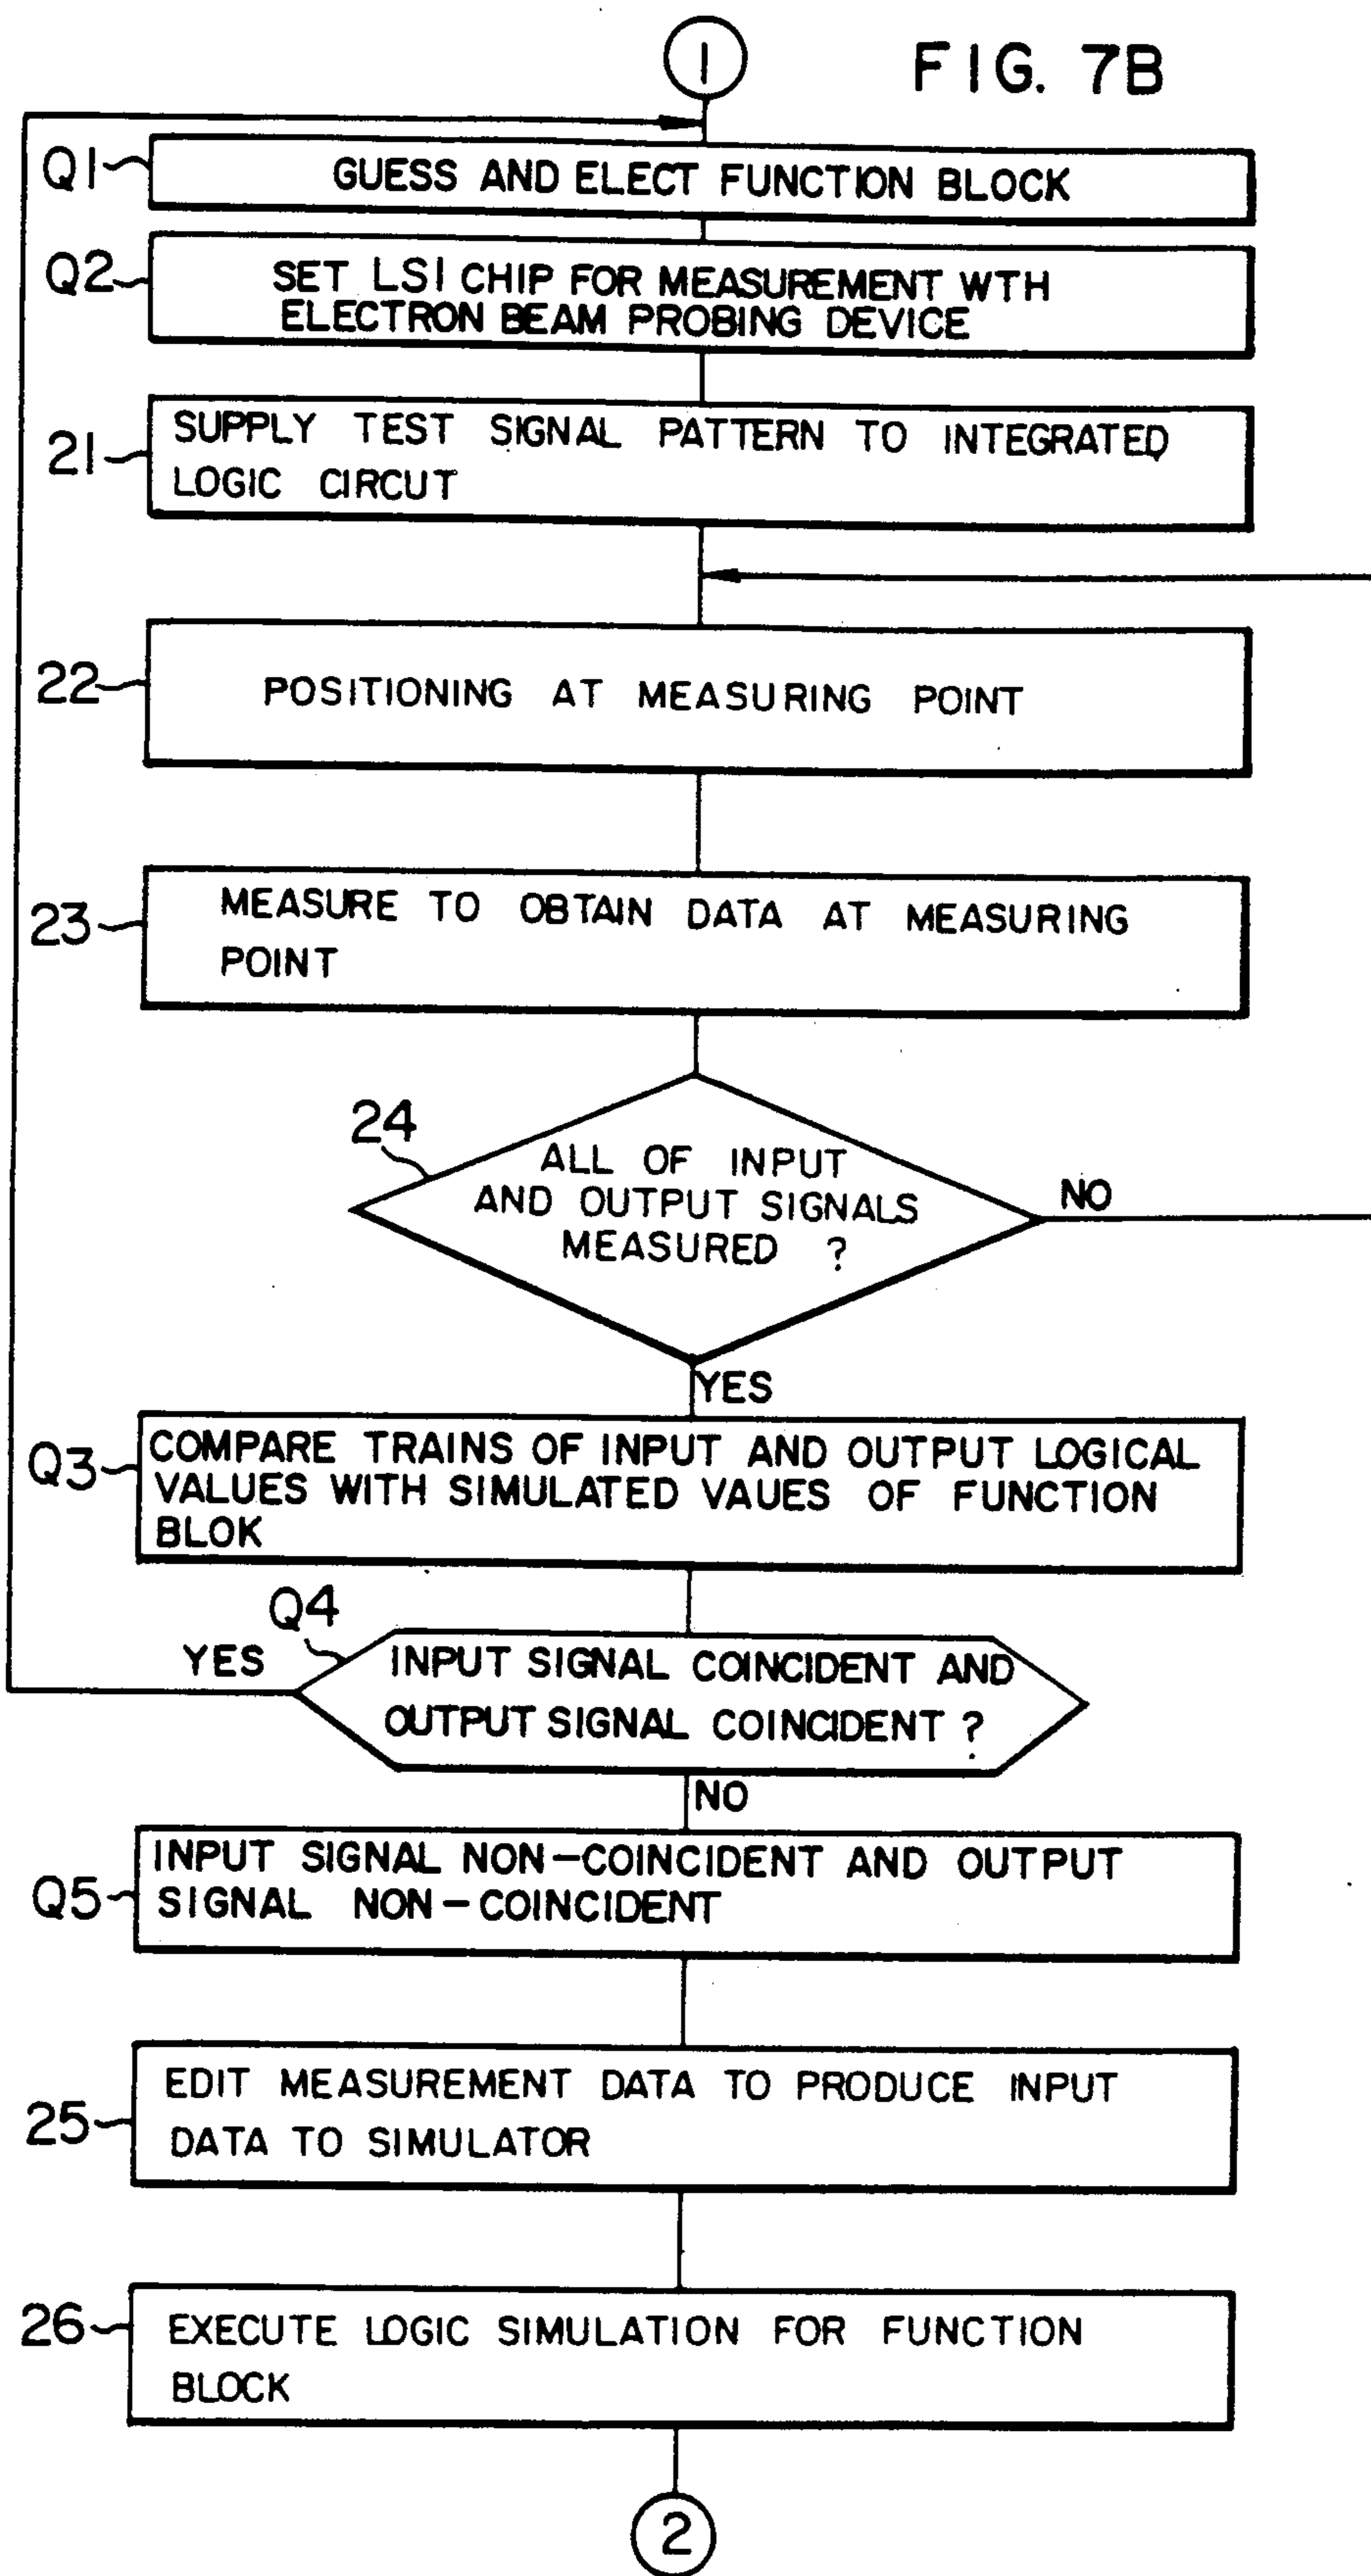 1
FIG. 7B
Q1
GUESS AND ELECT FUNCTION BLOCK
Q2
SET LSI CHIP FOR MEASUREMENT WTH
ELECTRON BEAM PROBING DEVICE
21
SUPPLY TEST SIGNAL PATTERN TO INTEGRATED
LOGIC CIRCUT
22
POSITIONING AT MEASURING POINT
23
MEASURE TO OBTAIN DATA AT MEASURING
POINT
24
ALL OF INPUT
AND OUTPUT SIGNALS
MEASURED ?
NO
YES
Q3
COMPARE TRAINS OF INPUT AND OUTPUT LOGICAL
VALUES WITH SIMULATED VAUES OF FUNCTION
BLOK
Q4
YES
INPUT SIGNAL COINCIDENT AND
OUTPUT SIGNAL COINCIDENT ?
NO
Q5
INPUT SIGNAL NON-COINCIDENT AND OUTPUT
SIGNAL NON-COINCIDENT
25
EDIT MEASUREMENT DATA TO PRODUCE INPUT
DATA TO SIMULATOR
26
EXECUTE LOGIC SIMULATION FOR FUNCTION
BLOCK
2